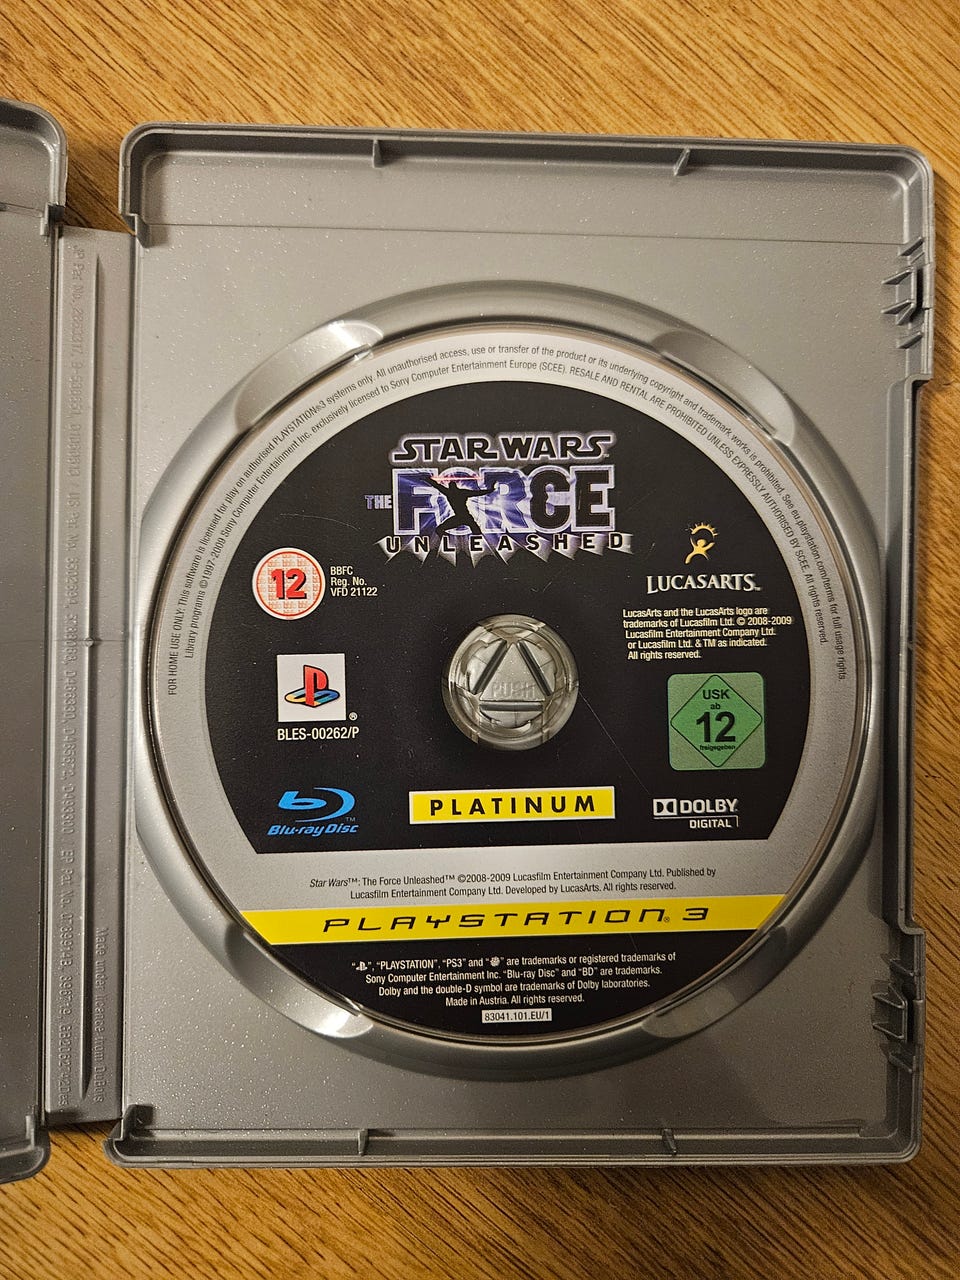 FOR HOME USE ONLY: This software is licensed for play on authorised PLAYSTATION®3 systems only. All unauthorised access, use or transfer of the product or its underlying copyright and trademark works is prohibited. See eu.playstation.com/terms for full usage rights.
Library programs ©1997-2009 Sony Computer Entertainment Inc. exclusively licensed to Sony Computer Entertainment Europe (SCEE). RESALE AND RENTAL ARE PROHIBITED UNLESS EXPRESSLY AUTHORISED BY SCEE. All rights reserved.
STAR WARS
THE FORCE
UNLEASHED
12
BBFC
Reg. No.
VFD 21122
LUCASARTS™
LucasArts and the LucasArts logo are
trademarks of Lucasfilm Ltd. © 2008-2009
Lucasfilm Entertainment Company Ltd.
or Lucasfilm Ltd. & TM as indicated.
All rights reserved.
PUSH
®
BLES-00262/P
USK
ab
12
freigegeben
Blu-ray Disc™
PLATINUM
DOLBY
DIGITAL
Star Wars™: The Force Unleashed™ ©2008-2009 Lucasfilm Entertainment Company Ltd. Published by
Lucasfilm Entertainment Company Ltd. Developed by LucasArts. All rights reserved.
PLAYSTATION®3
" ", "PLAYSTATION", "PS3" and " " are trademarks or registered trademarks of
Sony Computer Entertainment Inc. "Blu-ray Disc" and "BD" are trademarks.
Dolby and the double-D symbol are trademarks of Dolby laboratories.
Made in Austria. All rights reserved.
83041.101.EU/1
Made under licence from DuBois